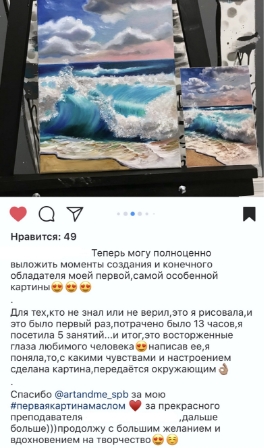 Нравится: 49
Теперь могу полноценно
выложить моменты создания и конечного
обладателя моей первой,самой особенной
картины😍😍😍
.
Для тех,кто не знал или не верил,это я рисовала,и
это было первый раз,потрачено было 13 часов,я
посетила 5 занятий...и итог,это восторженные
глаза любимого человека😍написав ее,я
поняла,то,с какими чувствами и настроением
сделана картина,передаётся окружающим👌🏼
.
Спасибо @artandme_spb за мою
#перваякартинамаслом ❤️ за прекрасного
преподавателя ,дальше
больше)))продолжу с большим желанием и
вдохновением на творчество😍☺️